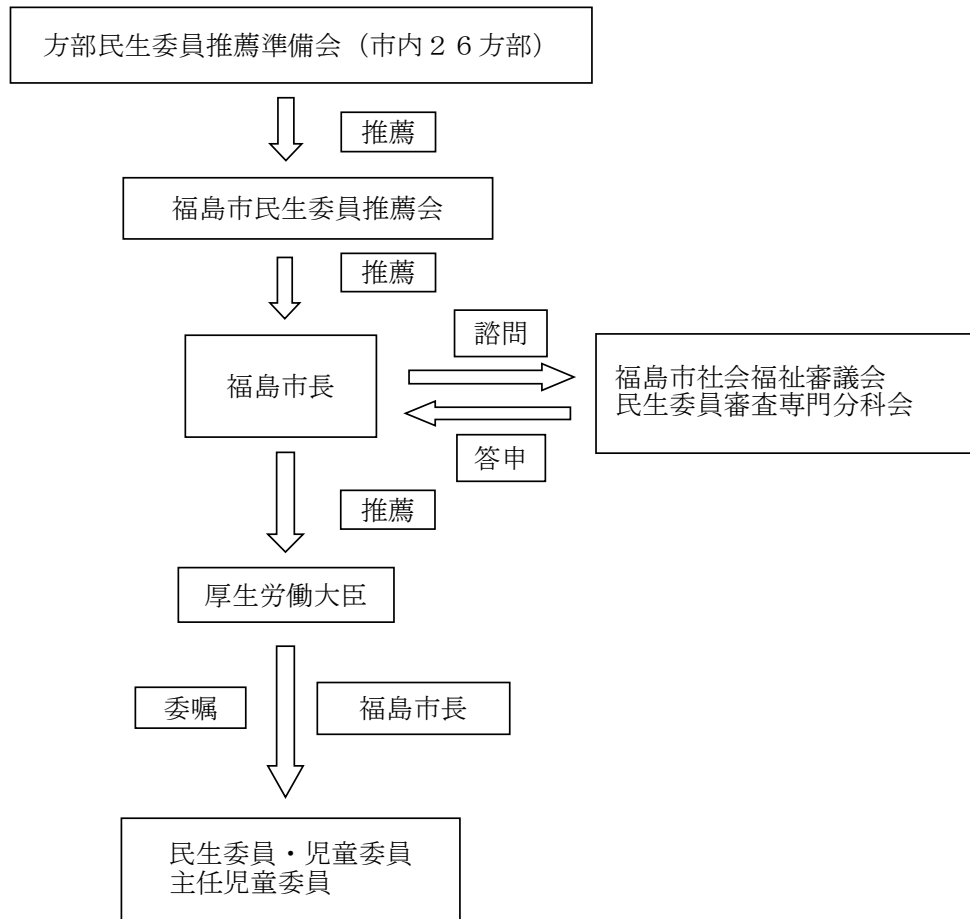 方部民生委員推薦準備会（市内２６方部）
推薦
福島市民生委員推薦会
推薦
諮問
福島市長
福島市社会福祉審議会
民生委員審査専門分科会
答申
推薦
厚生労働大臣
委嘱
福島市長
民生委員・児童委員
主任児童委員